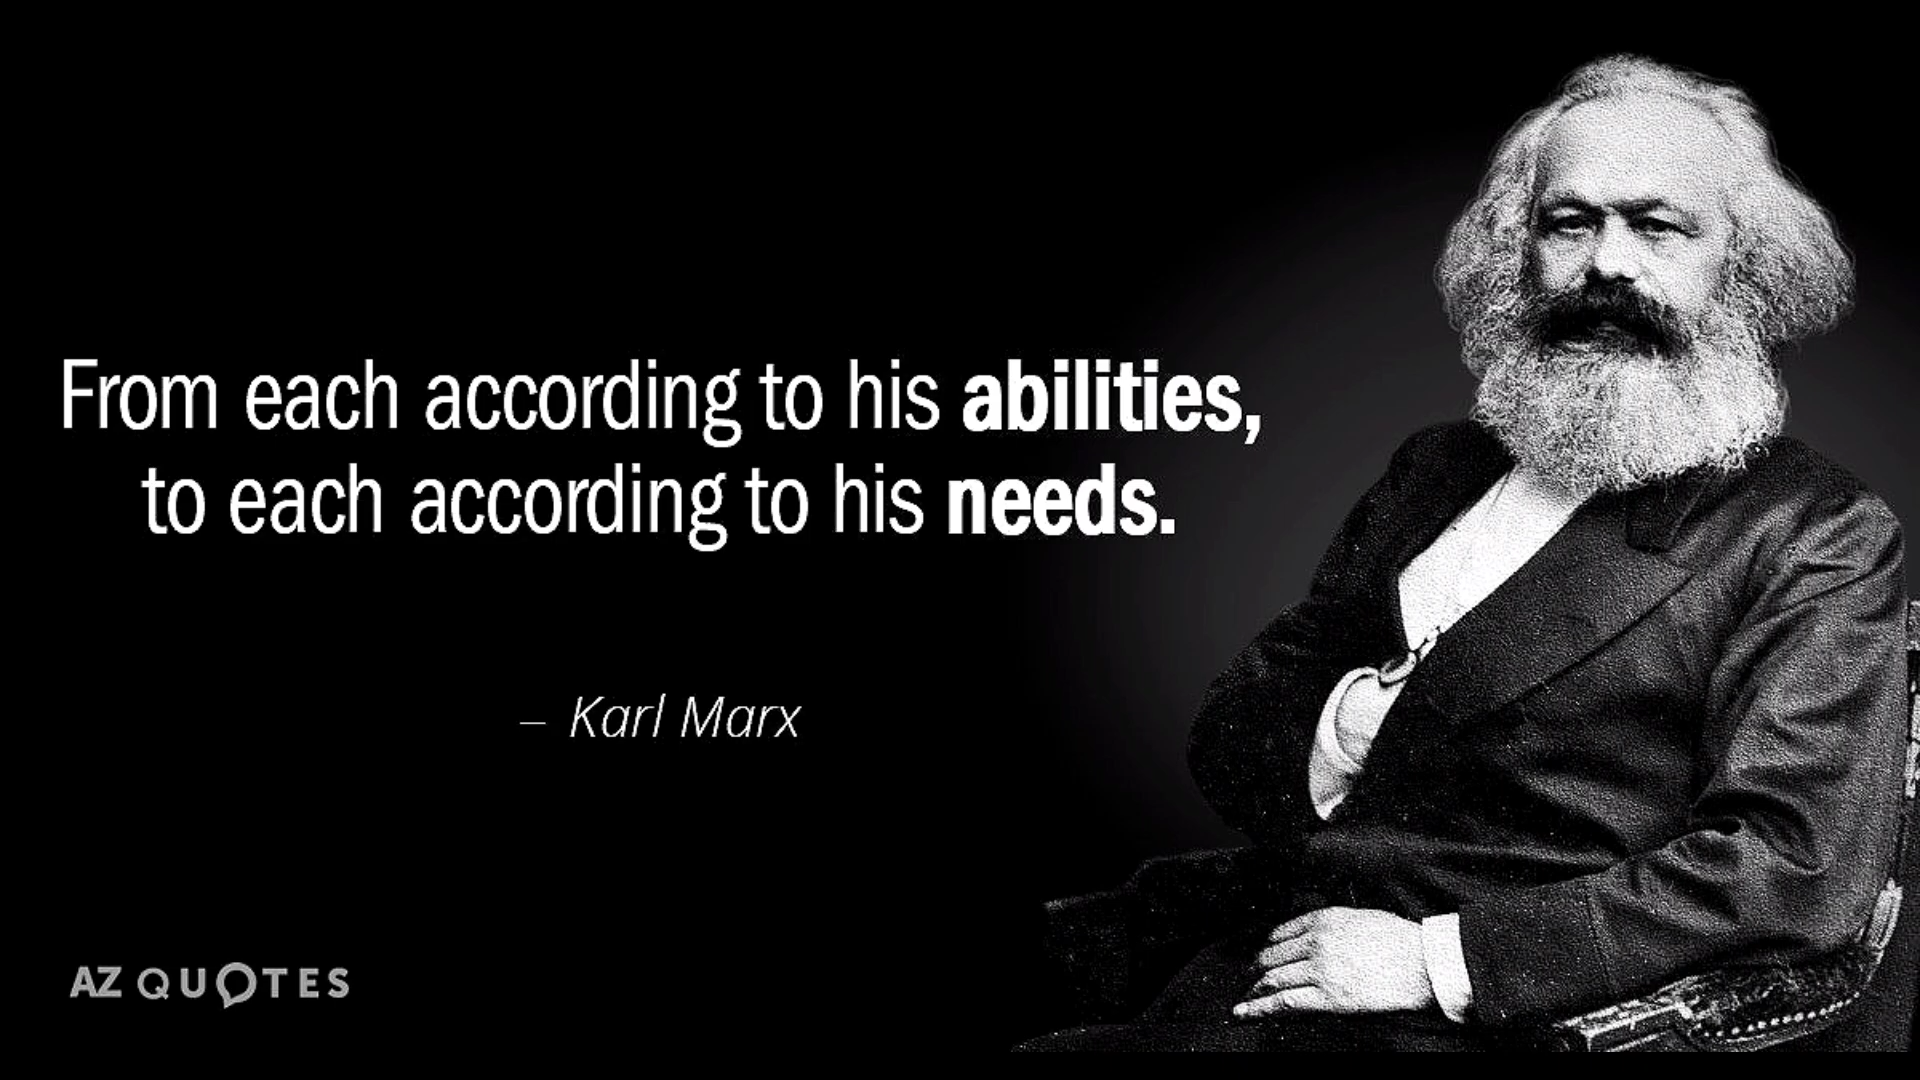 From each according to his abilities,
to each according to his needs.
– Karl Marx
AZ QUOTES